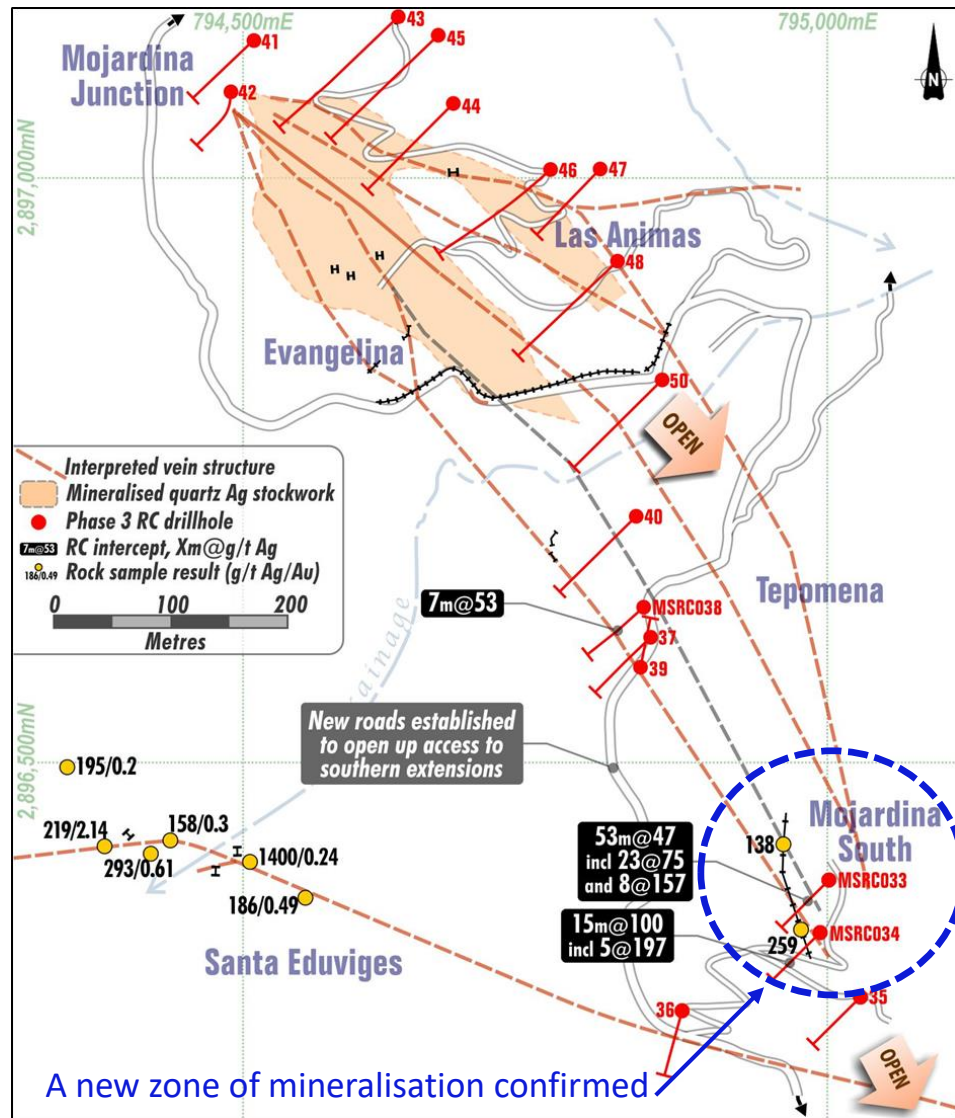 794,500mE
795,000mE
43
41
45
Mojardina
Junction
N
42
44
2,897,000mN
46
47
H
Las Animas
48
H
H H
Evangelina
50
OPEN
Interpreted vein structure
Mineralised quartz Ag stockwork
Phase 3 RC drillhole
7m@53 RC intercept, Xm@g/t Ag
186/0.49 Rock sample result (g/t Ag/Au)
0 100 200
Metres
40
Tepomena
7m@53
MSRC038
37
39
New roads established
to open up access to
southern extensions
2,896,500mN
195/0.2
219/2.14
158/0.3
293/0.61
1400/0.24
186/0.49
53m@47
incl 23@75
and 8@157
138
Mojardina
South
MSRC033
15m@100
incl 5@197
259
MSRC034
Santa Eduviges
36
35
OPEN
A new zone of mineralisation confirmed